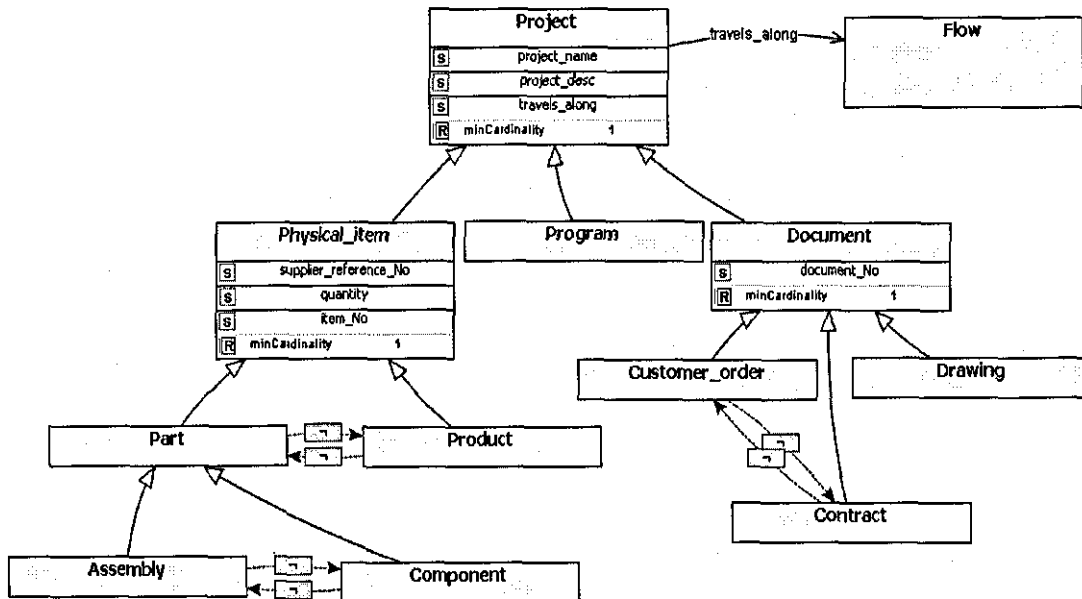 Project
S project_name
S project_desc
S travels_along
R minCardinality 1
travels_along
Flow
Physical_item
S supplier_reference_No
S quantity
S item_No
R minCardinality 1
Program
Document
S document_No
R minCardinality 1
Customer_order
Drawing
Part
¬
¬
Product
¬
¬
Contract
Assembly
¬
¬
Component